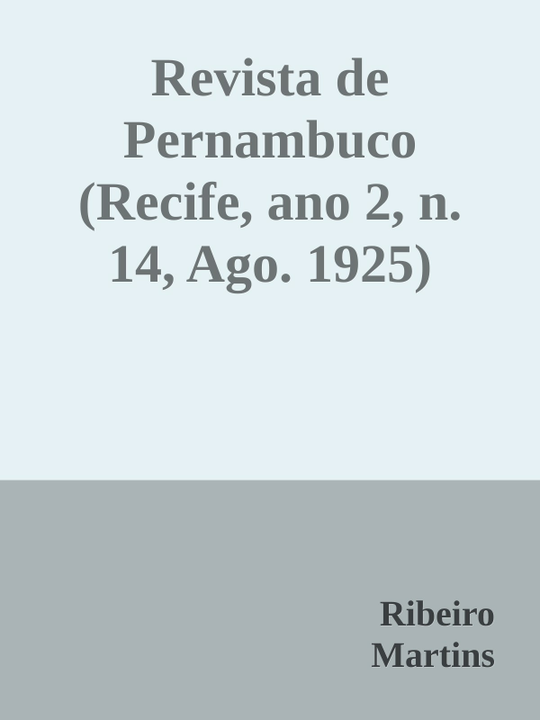 Revista de
Pernambuco
(Recife, ano 2, n.
14, Ago. 1925)
Ribeiro
Martins